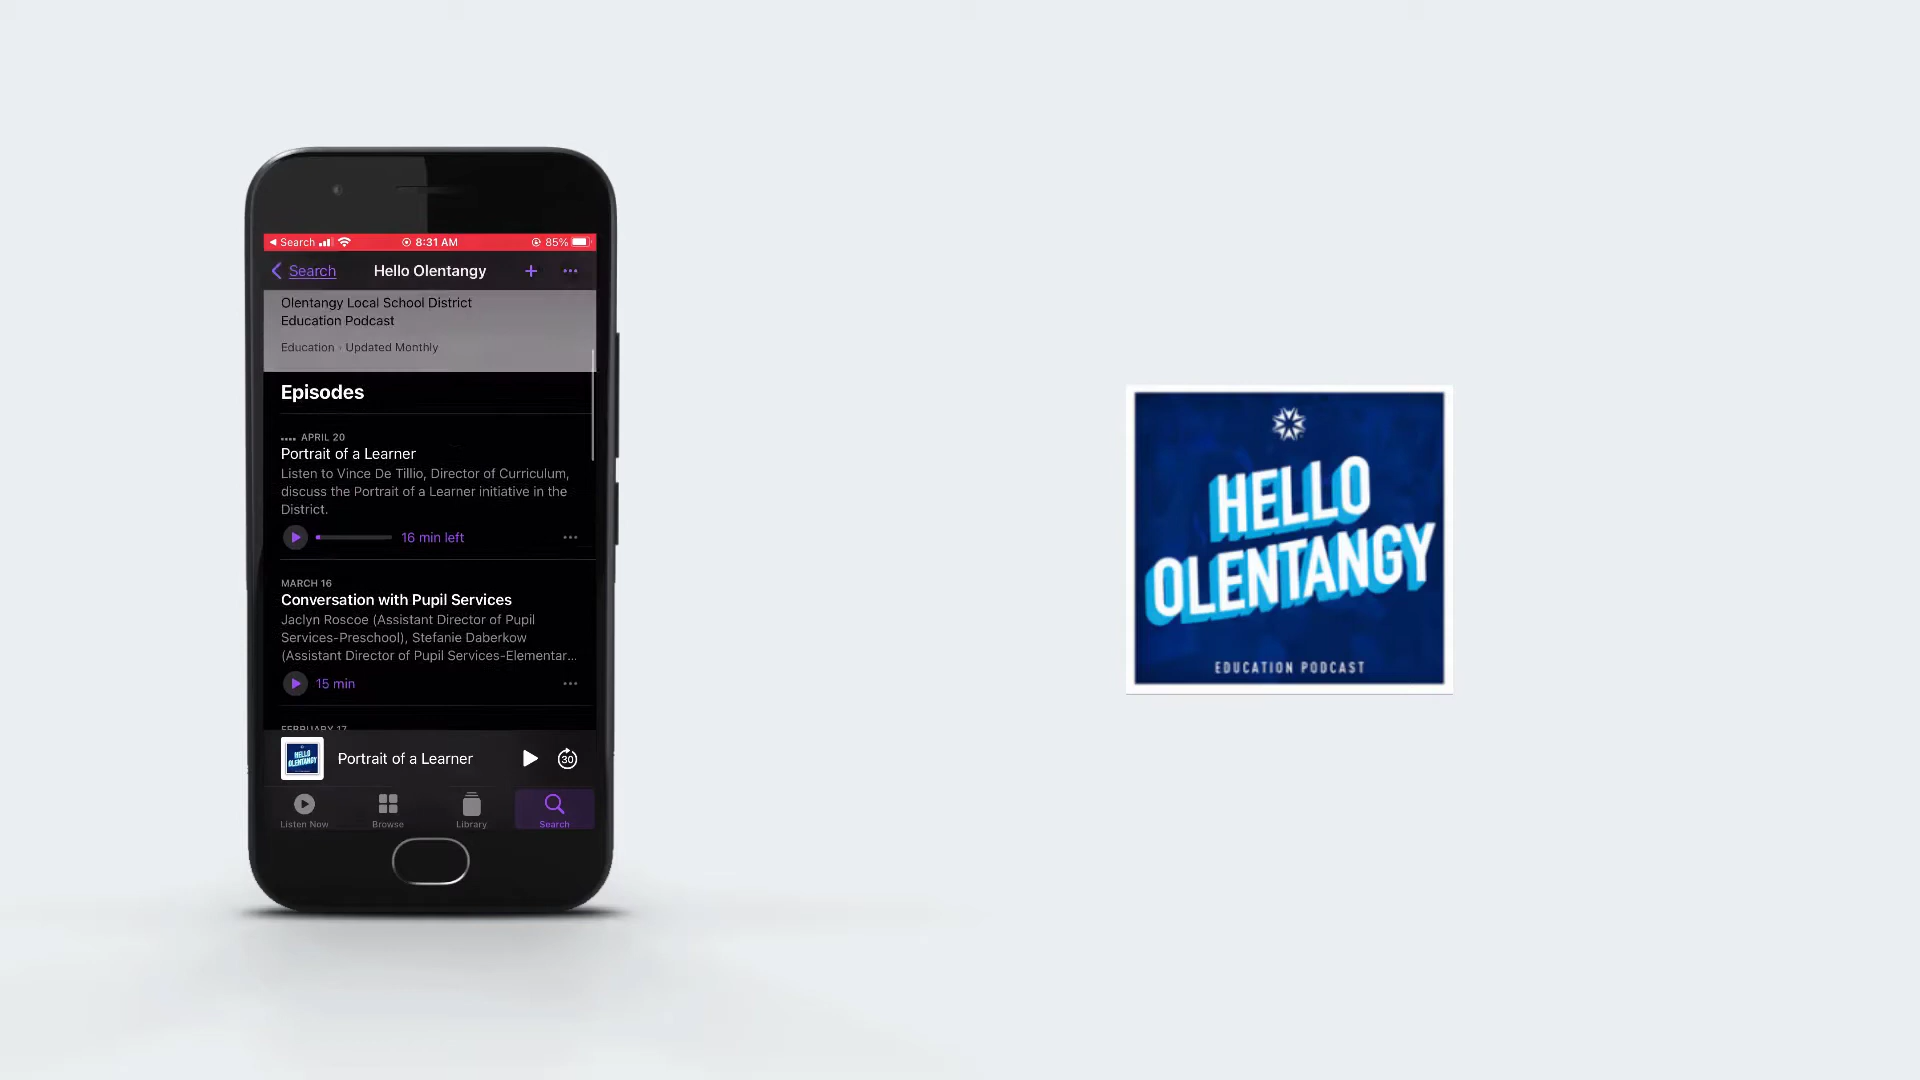 Search
8:31 AM
85%
Search
Hello Olentangy
Olentangy Local School District
Education Podcast
Education › Updated Monthly
Episodes
APRIL 20
Portrait of a Learner
Listen to Vince De Tillio, Director of Curriculum,
discuss the Portrait of a Learner initiative in the
District.
16 min left
MARCH 16
Conversation with Pupil Services
Jaclyn Roscoe (Assistant Director of Pupil
Services-Preschool), Stefanie Daberkow
(Assistant Director of Pupil Services-Elementar...
15 min
FEBRUARY 17
HELLO
OLENTANGY
Portrait of a Learner
30
Listen Now
Browse
Library
Search
HELLO
OLENTANGY
EDUCATION PODCAST